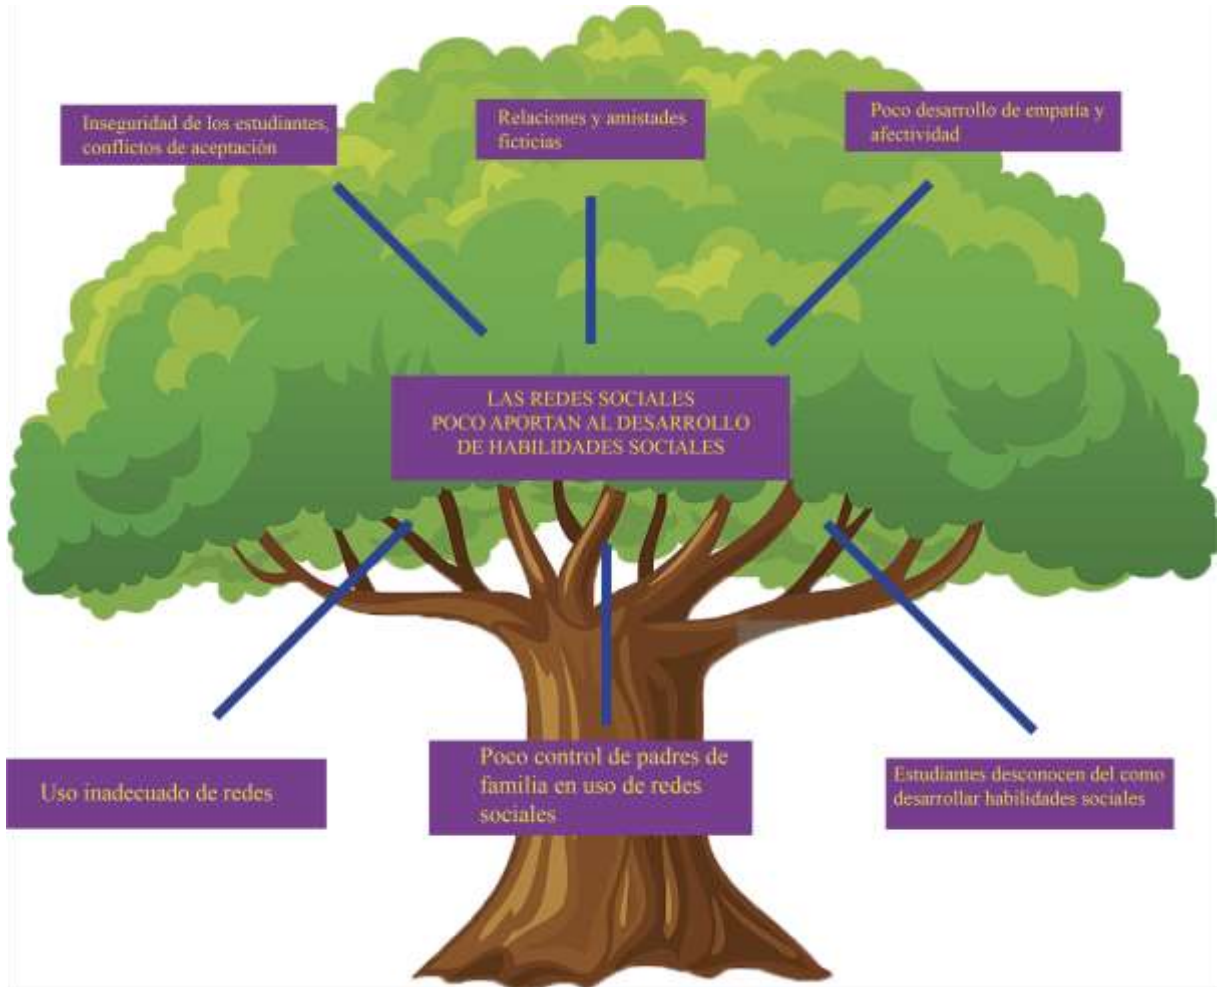 Inseguridad de los estudiantes,
conflictos de aceptación
Relaciones y amistades
ficticias
Poco desarrollo de empatía y
afectividad
LAS REDES SOCIALES
POCO APORTAN AL DESARROLLO
DE HABILIDADES SOCIALES
Uso inadecuado de redes
Poco control de padres de
familia en uso de redes
sociales
Estudiantes desconocen del como
desarrollar habilidades sociales